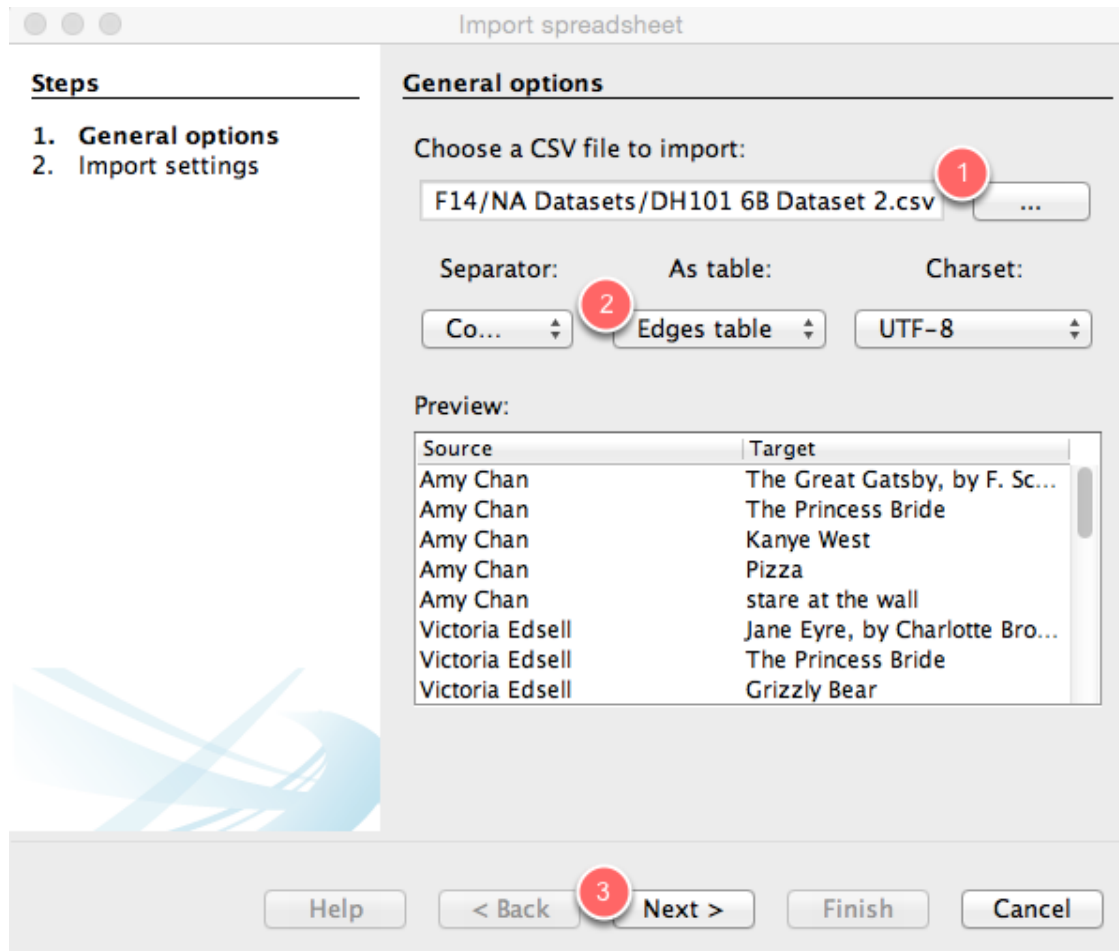 Import spreadsheet
Steps
1. General options
2. Import settings
General options
Choose a CSV file to import:
1
F14/NA Datasets/DH101 6B Dataset 2.csv
...
Separator: As table: Charset:
2
Co... Edges table UTF-8
Preview:
Source Target
Amy Chan The Great Gatsby, by F. Sc...
Amy Chan The Princess Bride
Amy Chan Kanye West
Amy Chan Pizza
Amy Chan stare at the wall
Victoria Edsell Jane Eyre, by Charlotte Bro...
Victoria Edsell The Princess Bride
Victoria Edsell Grizzly Bear
3
Help < Back Next > Finish Cancel